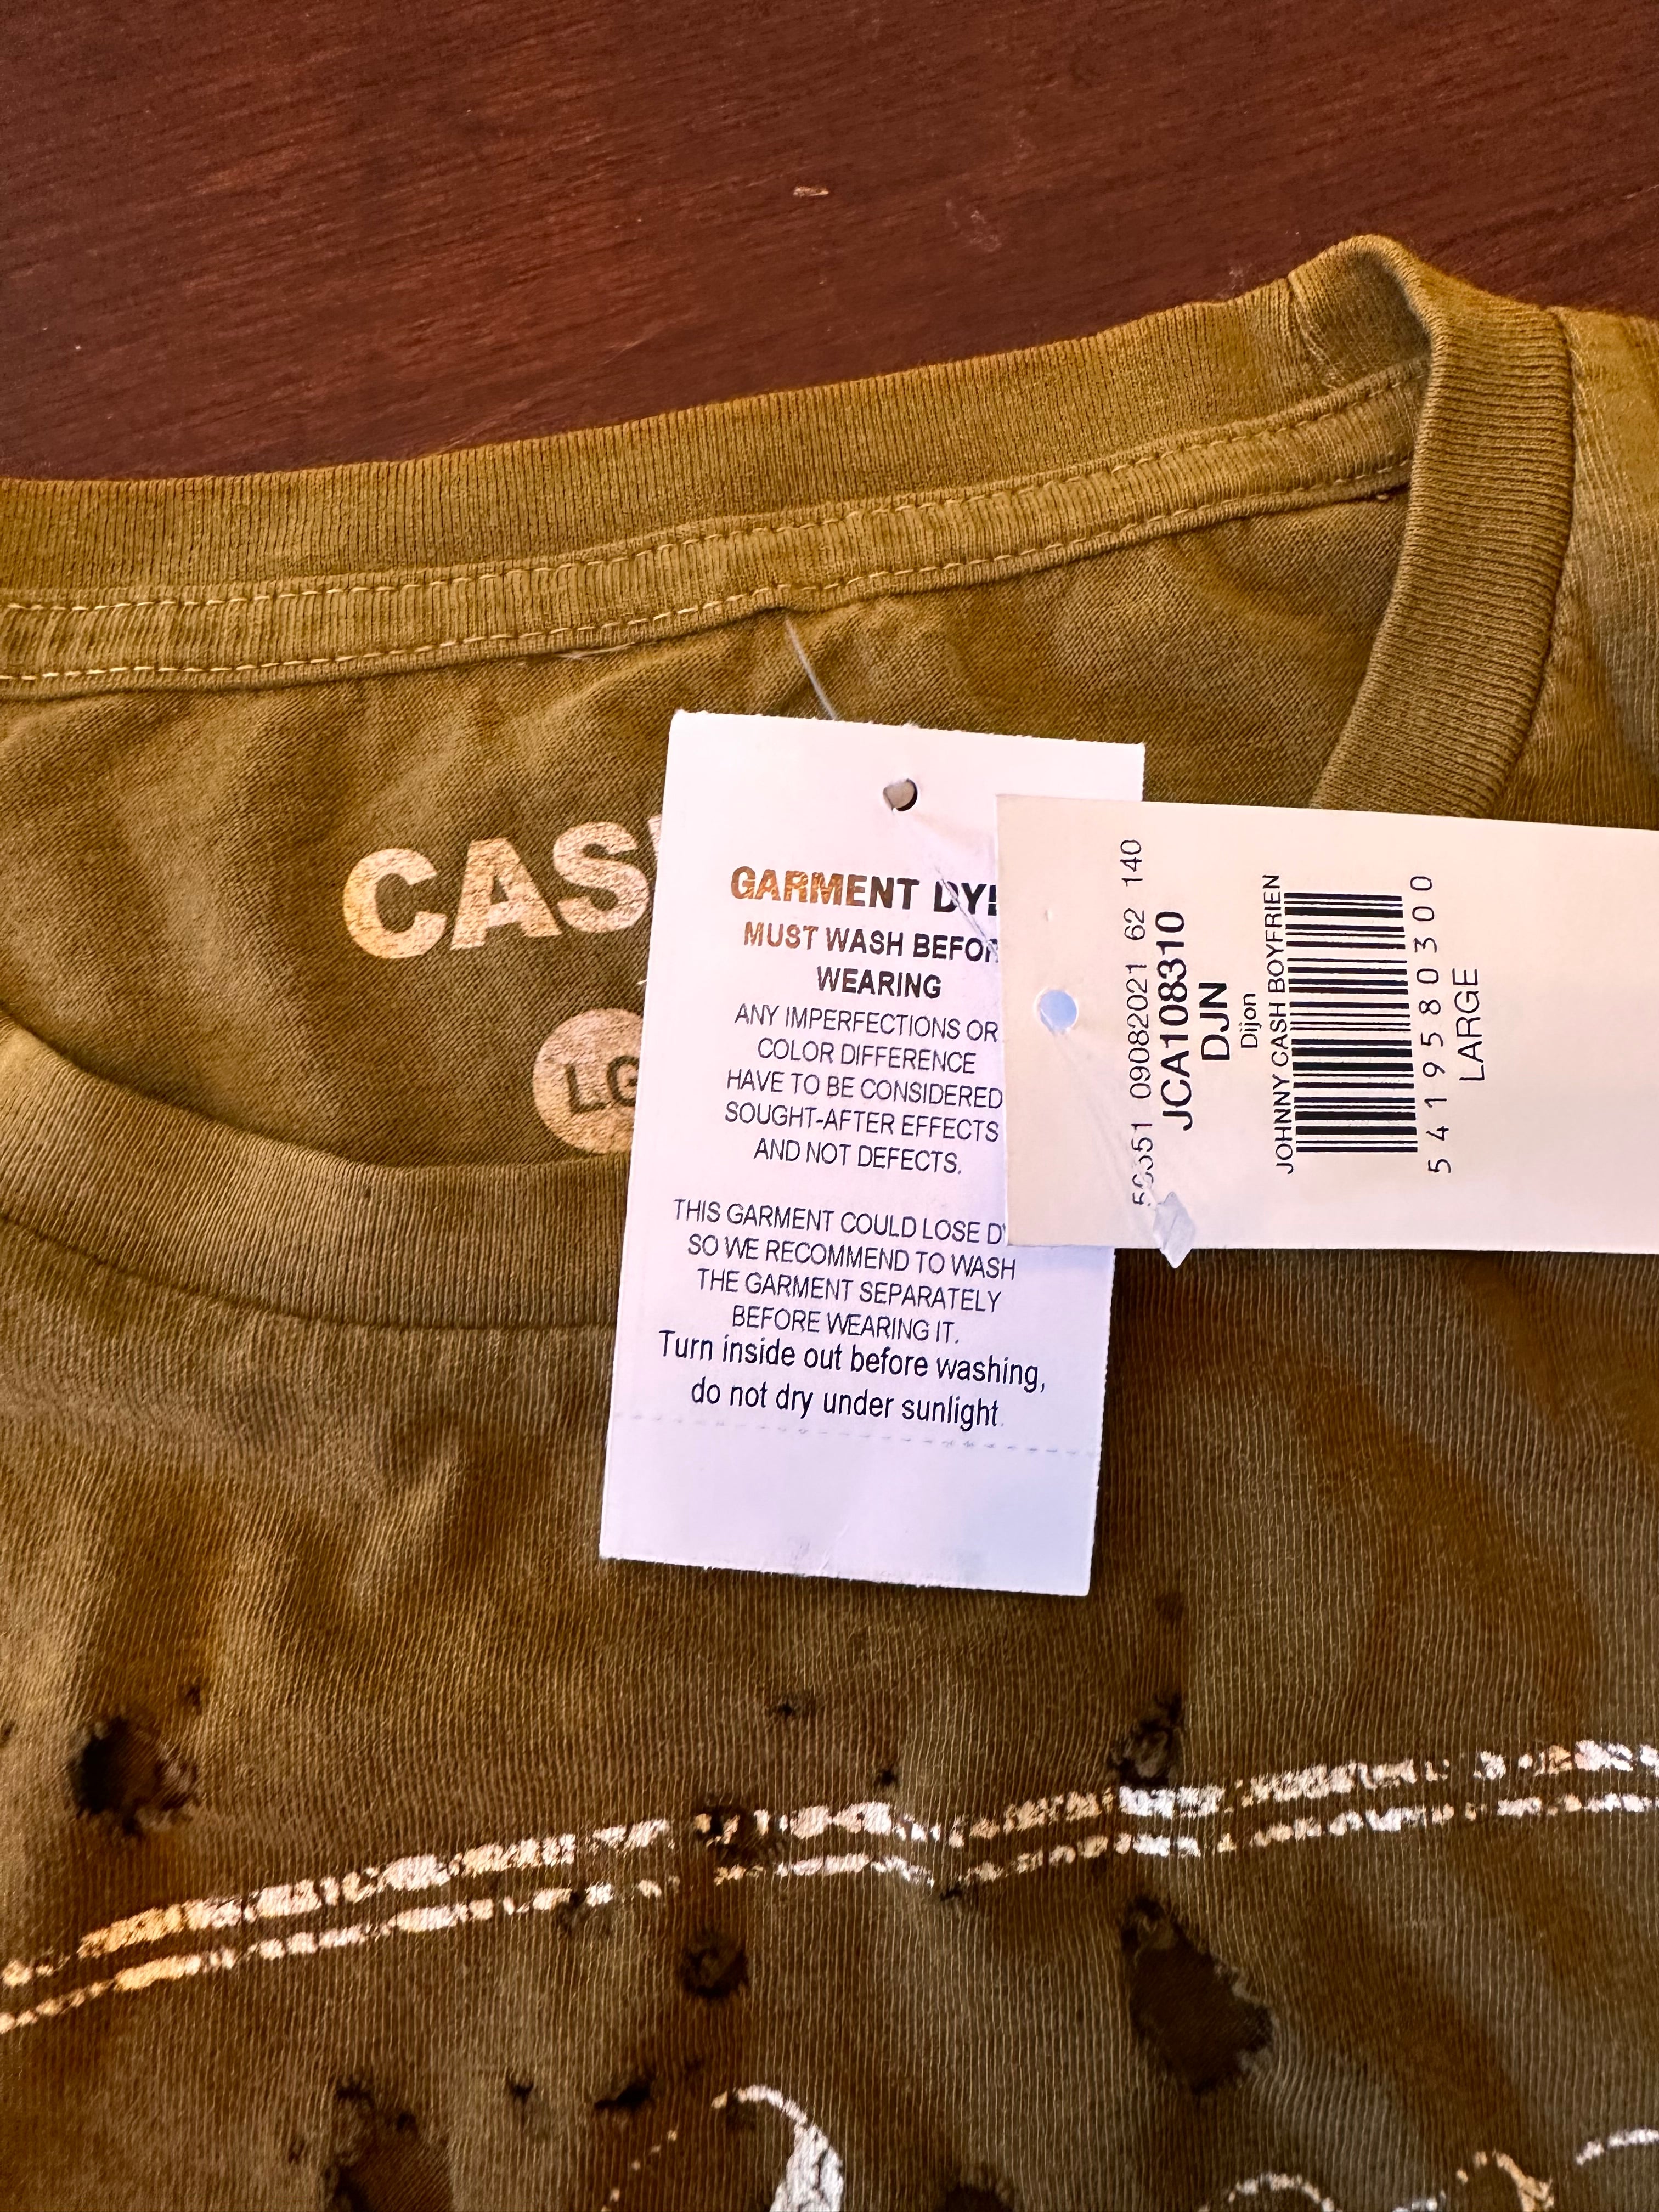 CAS
LG
GARMENT DY
MUST WASH BEFOR
WEARING
ANY IMPERFECTIONS OR
COLOR DIFFERENCE
HAVE TO BE CONSIDERED
SOUGHT-AFTER EFFECTS
AND NOT DEFECTS.
THIS GARMENT COULD LOSE D
SO WE RECOMMEND TO WASH
THE GARMENT SEPARATELY
BEFORE WEARING IT.
Turn inside out before washing,
do not dry under sunlight.
09082021 62 140
JCA108310
DJN
Dijon
JOHNNY CASH BOYFRIEN
5 4 1 9 5 8 0 3 0 0
LARGE